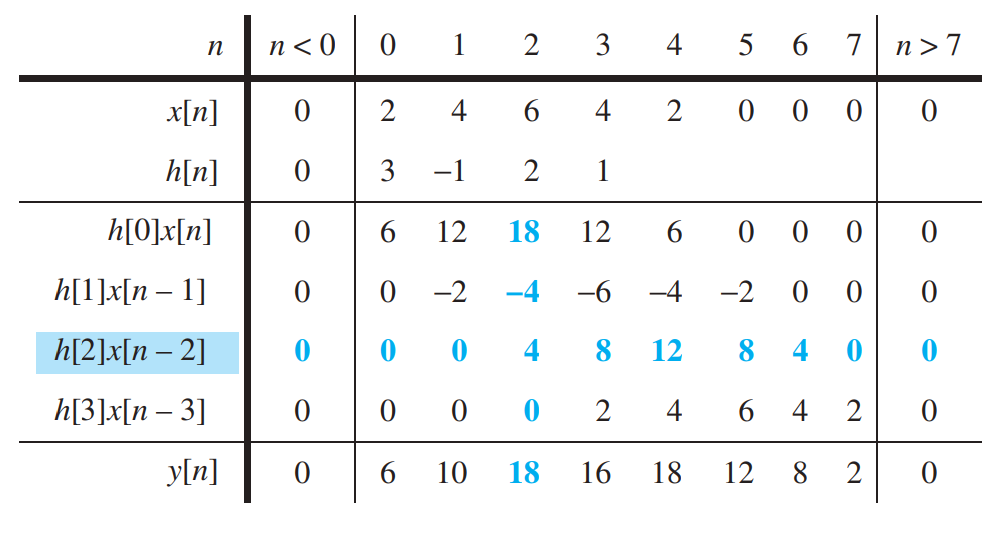 n n < 0 0 1 2 3 4 5 6 7 n > 7
x[n] 0 2 4 6 4 2 0 0 0 0
h[n] 0 3 –1 2 1
h[0]x[n] 0 6 12 18 12 6 0 0 0 0
h[1]x[n – 1] 0 0 –2 –4 –6 –4 –2 0 0 0
h[2]x[n – 2] 0 0 0 4 8 12 8 4 0 0
h[3]x[n – 3] 0 0 0 0 2 4 6 4 2 0
y[n] 0 6 10 18 16 18 12 8 2 0